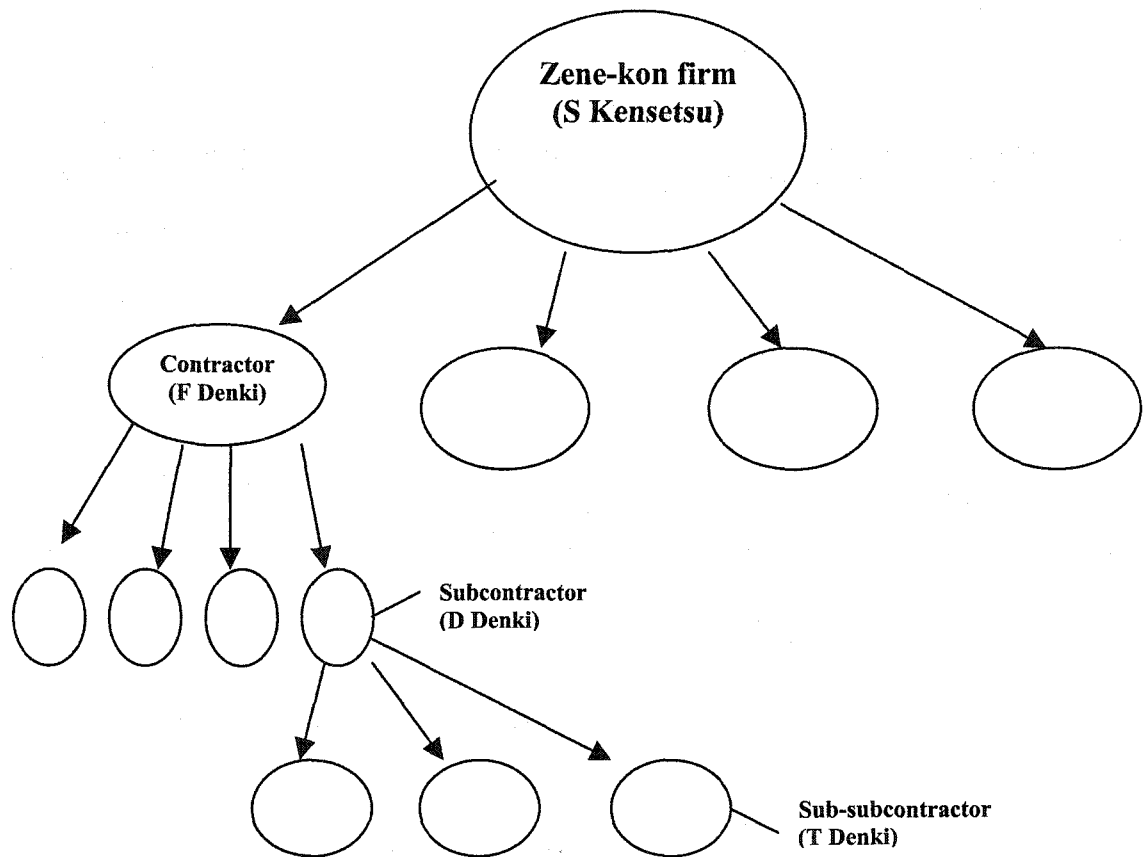 Zene-kon firm
(S Kensetsu)
Contractor
(F Denki)
Subcontractor
(D Denki)
Sub-subcontractor
(T Denki)